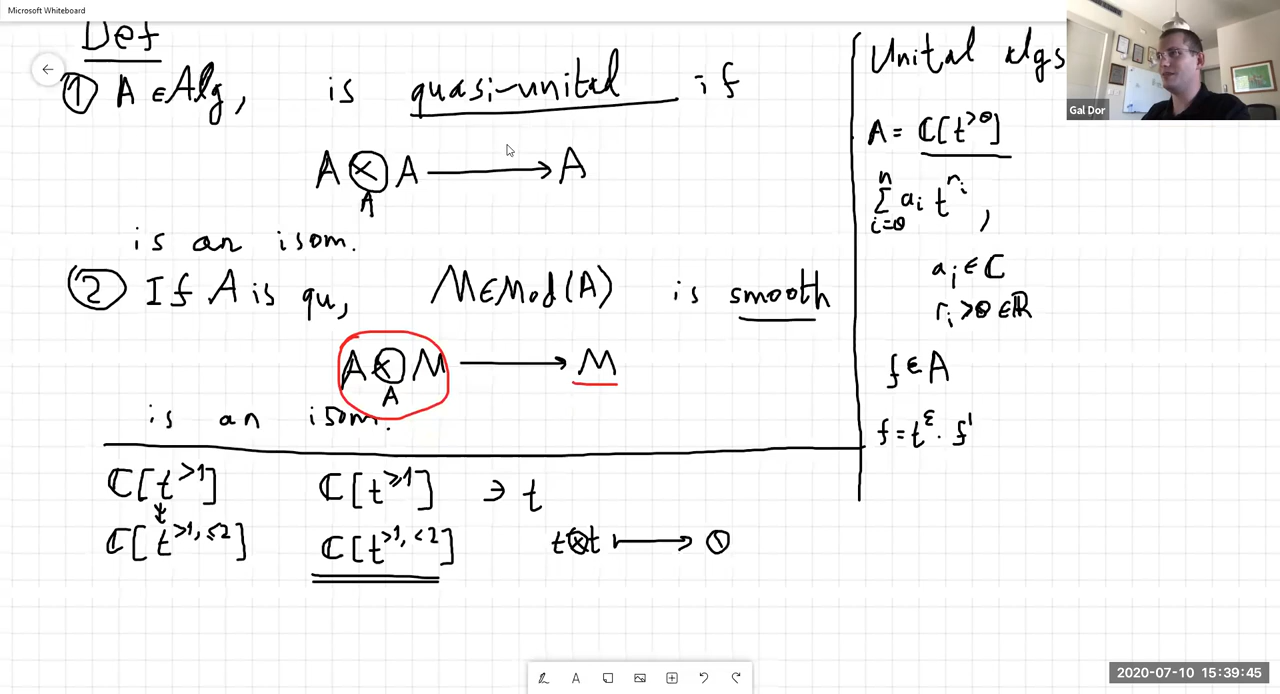 Microsoft Whiteboard
Def
① A ∈ Alg, is quasi-unital if
A ⊗_A A ⟶ A
is an isom.
② If A is qu, M ∈ Mod(A) is smooth
A ⊗_A M ⟶ M
is an isom.
ℂ[t^{>1}] ℂ[t^{≥1}] ∋ t
ℂ[t^{>1, ≤2}] ℂ[t^{>1, <2}] t⊗t ⟼ 0
Unital algs
A = ℂ[t^{>0}]
∑_{i=0}^{n} a_i t^{r_i},
a_i ∈ ℂ
r_i > 0 ∈ ℝ
f ∈ A
f = t^ε · f'
Gal Dor
2020-07-10 15:39:45